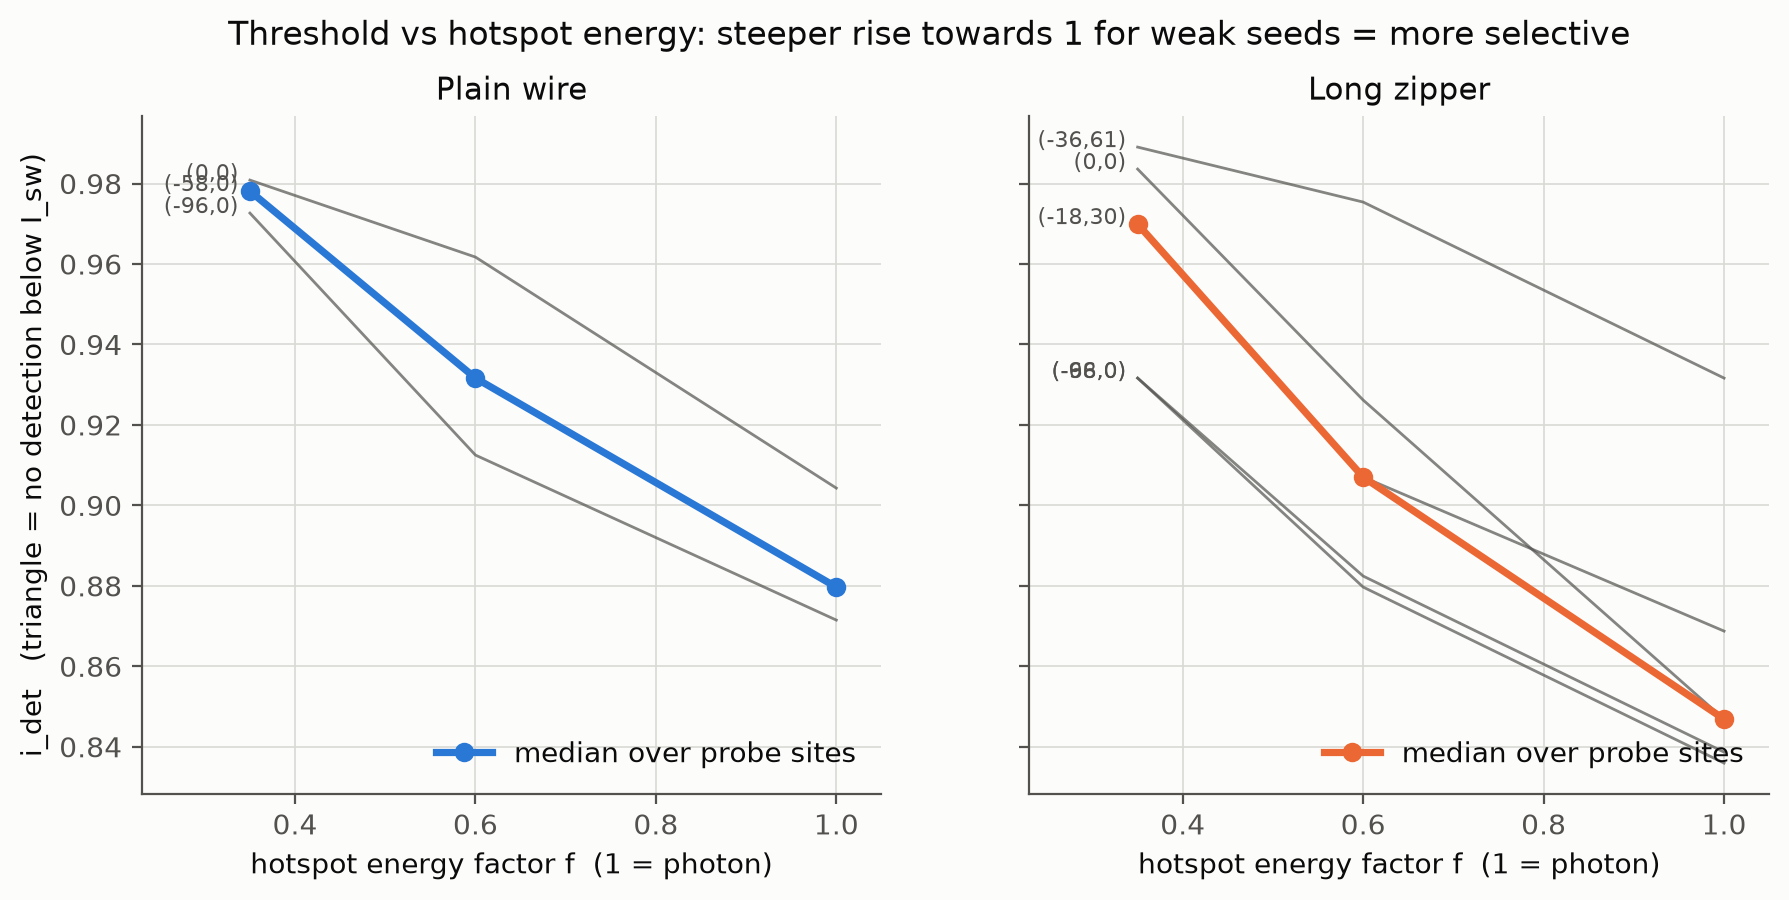 Threshold vs hotspot energy: steeper rise towards 1 for weak seeds = more selective
Plain wire
i_det (triangle = no detection below I_sw)
0.98
0.96
0.94
0.92
0.90
0.88
0.86
0.84
(0,0)
(-58,0)
(-96,0)
median over probe sites
0.4
0.6
0.8
1.0
hotspot energy factor f (1 = photon)
Long zipper
(-36,61)
(0,0)
(-18,30)
median over probe sites
0.4
0.6
0.8
1.0
hotspot energy factor f (1 = photon)